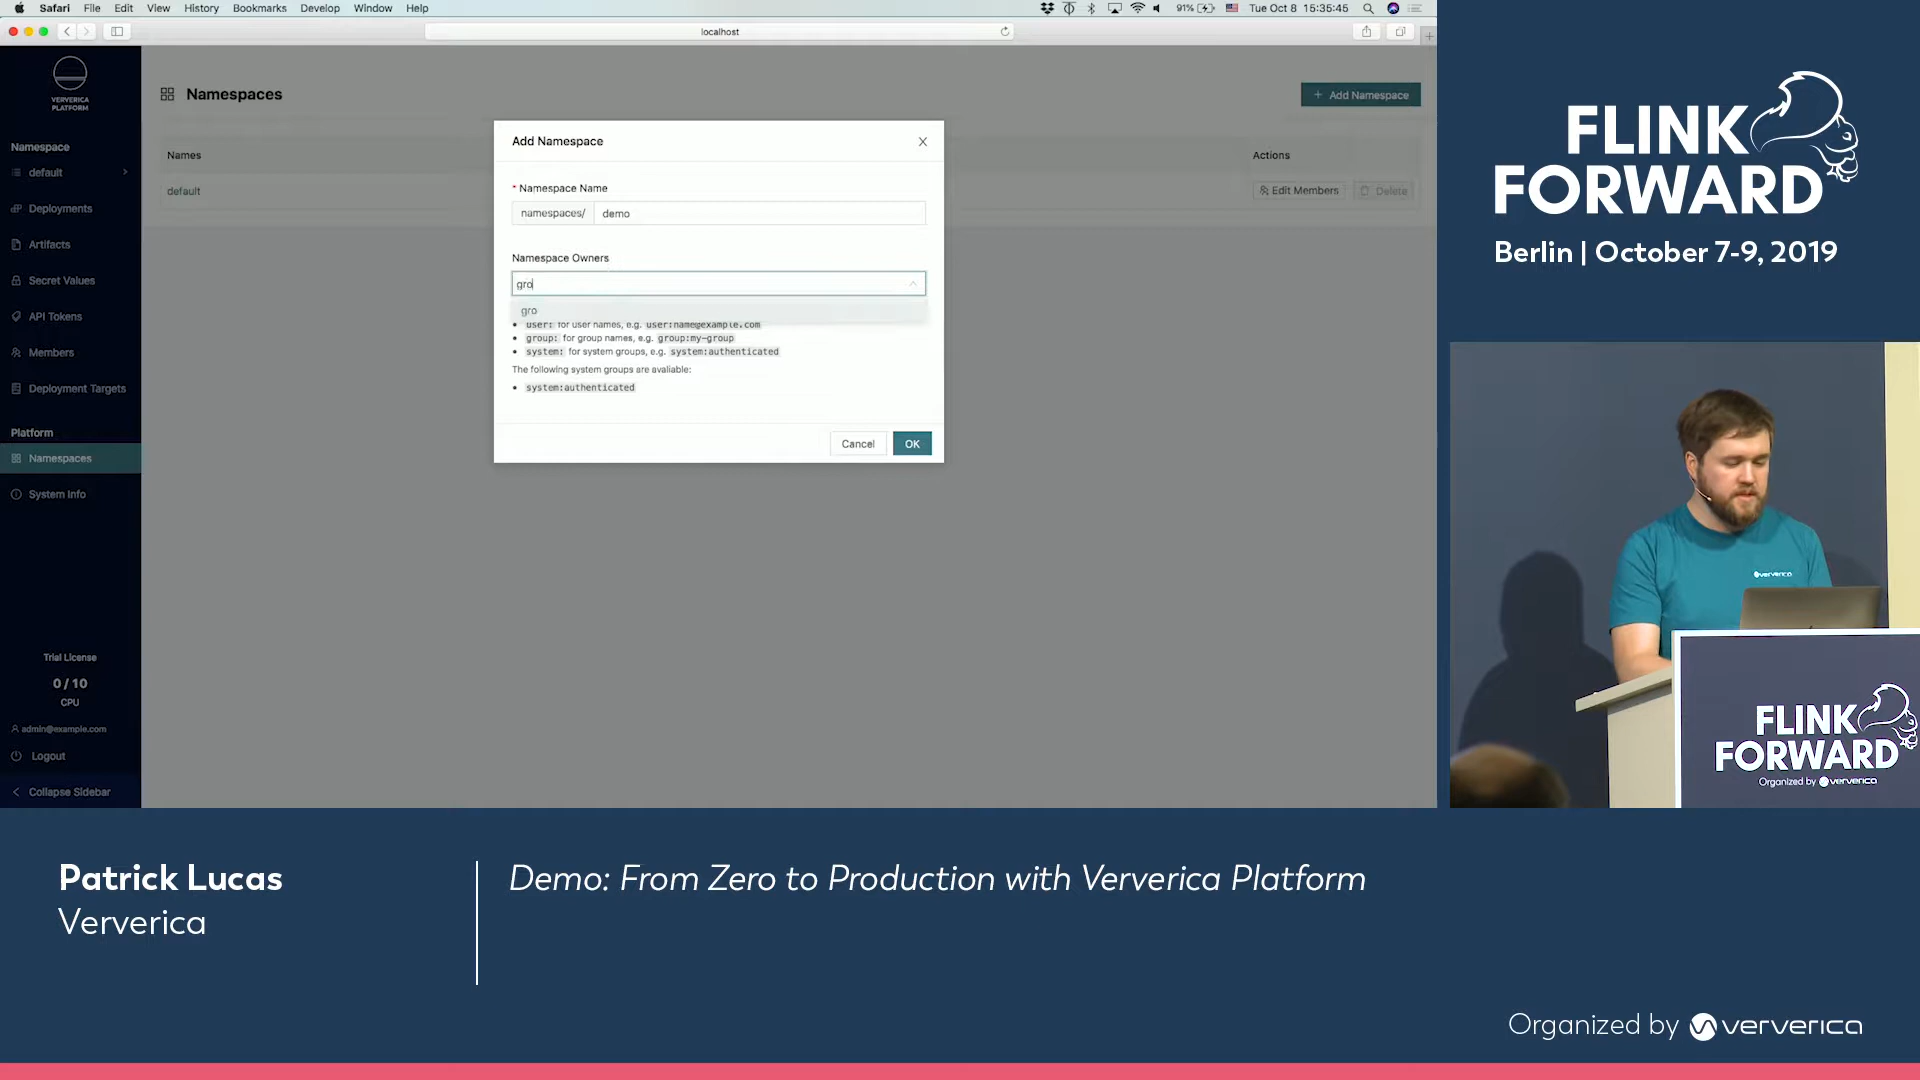 Safari File Edit View History Bookmarks Develop Window Help
91% Tue Oct 8 15:35:45
localhost
VERVERICA
PLATFORM
Namespace
default
Deployments
Artifacts
Secret Values
API Tokens
Members
Deployment Targets
Platform
Namespaces
System Info
Trial License
0 / 10
CPU
admin@example.com
Logout
Collapse Sidebar
Namespaces
+ Add Namespace
Names
Actions
default
Edit Members
Delete
Add Namespace
* Namespace Name
namespaces/ demo
Namespace Owners
gro
gro
• user: for user names, e.g. user:name@example.com
• group: for group names, e.g. group:my-group
• system: for system groups, e.g. system:authenticated
The following system groups are avaliable:
• system:authenticated
Cancel
OK
FLINK
FORWARD
Berlin | October 7-9, 2019
ververica
FLINK
FORWARD
Organized by ververica
Patrick Lucas
Ververica
Demo: From Zero to Production with Ververica Platform
Organized by ververica